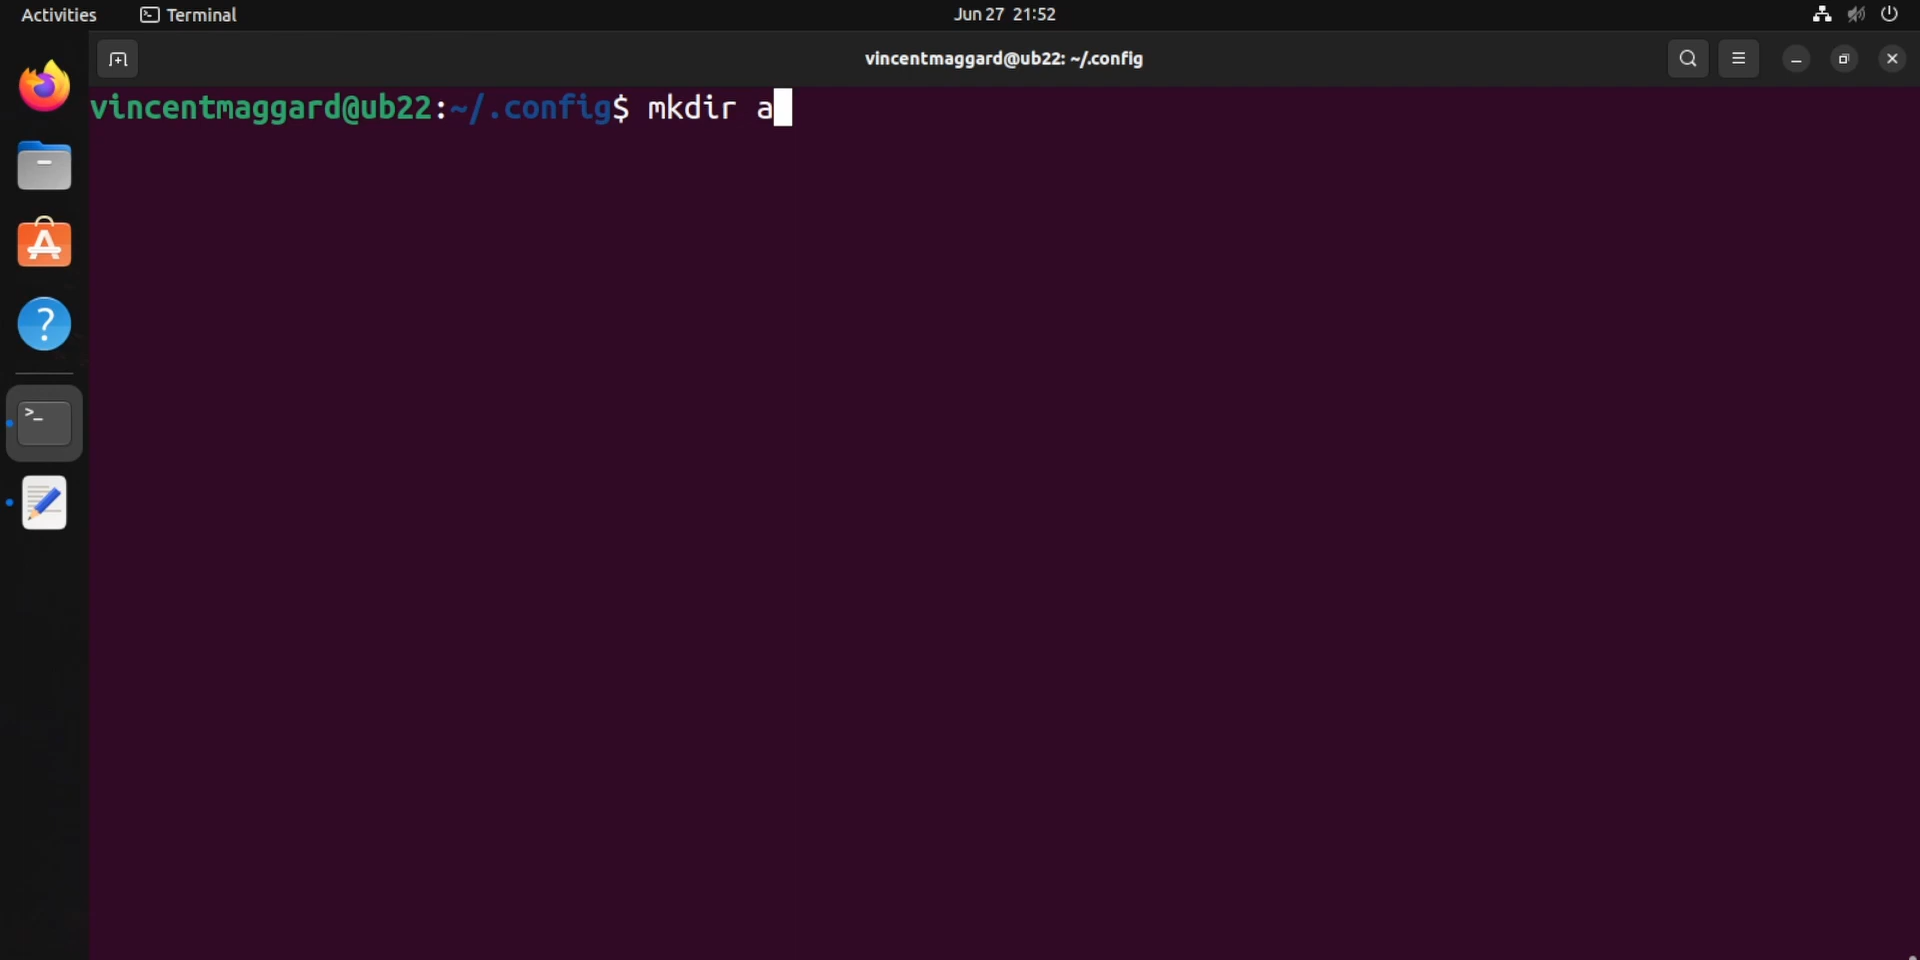 Activities Terminal Jun 27 21:52
vincentmaggard@ub22: ~/.config
vincentmaggard@ub22:~/.config$ mkdir a